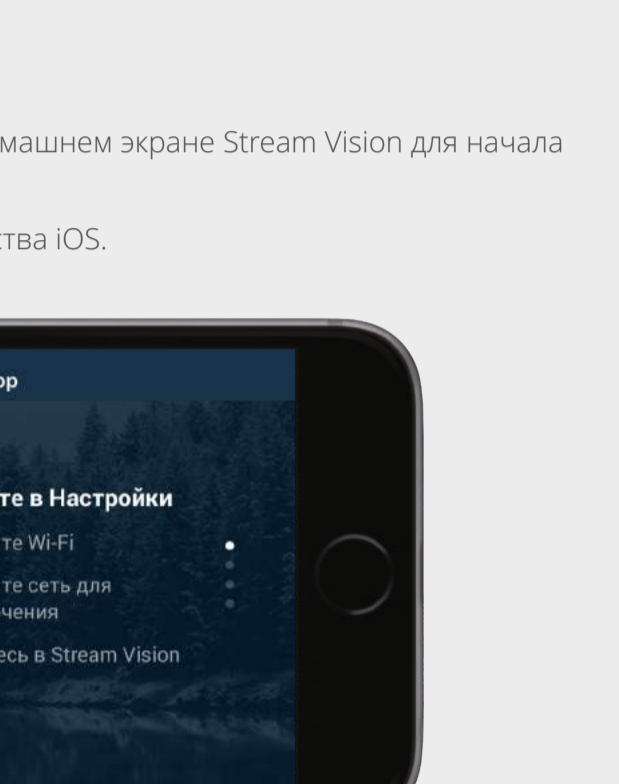 машнем экране Stream Vision для начала
тва iOS.
ор
те в Настройки
те Wi-Fi
те сеть для
чения
есь в Stream Vision